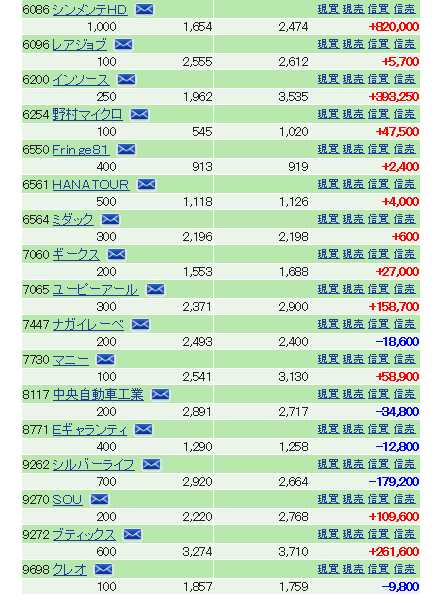 6086 シンメンテHD 現買 現売 信買 信売
1,000 1,654 2,474 +820,000
6096 レアジョブ 現買 現売 信買 信売
100 2,555 2,612 +5,700
6200 インソース 現買 現売 信買 信売
250 1,962 3,535 +393,250
6254 野村マイクロ 現買 現売 信買 信売
100 545 1,020 +47,500
6550 Fringe81 現買 現売 信買 信売
400 913 919 +2,400
6561 HANATOUR 現買 現売 信買 信売
500 1,118 1,126 +4,000
6564 ミダック 現買 現売 信買 信売
300 2,196 2,198 +600
7060 ギークス 現買 現売 信買 信売
200 1,553 1,688 +27,000
7065 ユーピーアール 現買 現売 信買 信売
300 2,371 2,900 +158,700
7447 ナガイレーベ 現買 現売 信買 信売
200 2,493 2,400 -18,600
7730 マニー 現買 現売 信買 信売
100 2,541 3,130 +58,900
8117 中央自動車工業 現買 現売 信買 信売
200 2,891 2,717 -34,800
8771 Eギャランティ 現買 現売 信買 信売
400 1,290 1,258 -12,800
9262 シルバーライフ 現買 現売 信買 信売
700 2,920 2,664 -179,200
9270 SOU 現買 現売 信買 信売
200 2,220 2,768 +109,600
9272 ブティックス 現買 現売 信買 信売
600 3,274 3,710 +261,600
9698 クレオ 現買 現売 信買 信売
100 1,857 1,759 -9,800